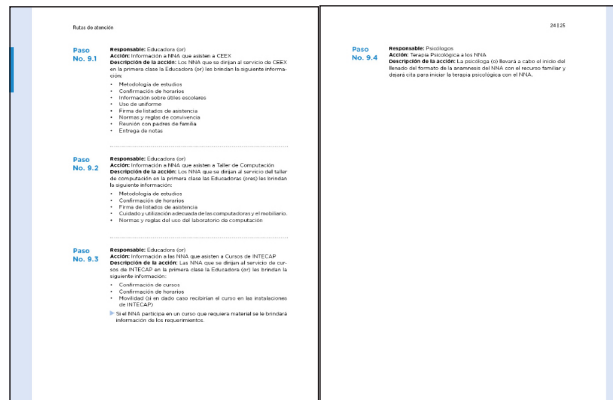 Rutas de atención
Paso
No. 9.1
Responsable: Educadora (or)
Acción: Información a NNA que asisten a CEEX
Descripción de la acción: Los NNA que se dirijan al servicio de CEEX
en la primera clase la Educadora (or) les brindan la siguiente informa-
ción:
• Metodología de estudios
• Confirmación de horarios
• Información sobre útiles escolares
• Uso de uniforme
• Firma de listados de asistencia
• Normas y reglas de convivencia
• Reunión con padres de familia
• Entrega de notas
Paso
No. 9.2
Responsable: Educadora (or)
Acción: Información a NNA que asisten a Taller de Computación
Descripción de la acción: Los NNA que se dirijan al servicio del taller
de computación en la primera clase las Educadoras (ores) les brindan
la siguiente información:
• Metodología de estudios
• Confirmación de horarios
• Firma de listados de asistencia
• Cuidado y utilización adecuada de las computadoras y el mobiliario.
• Normas y reglas del uso del laboratorio de computación
Paso
No. 9.3
Responsable: Educadora (or)
Acción: Información a las NNA que asisten a Cursos de INTECAP
Descripción de la acción: Las NNA que se dirijan al servicio de cur-
sos de INTECAP en la primera clase la Educadora (or) les brindan la
siguiente información:
• Confirmación de cursos
• Confirmación de horarios
• Movilidad (si en dado caso recibirían el curso en las instalaciones
de INTECAP)
Si el NNA participa en un curso que requiera material se le brindará
información de los requerimientos.
Paso
No. 9.4
Responsable: Psicólogos
Acción: Terapia Psicológica a los NNA
Descripción de la acción: La psicóloga (o) llevará a cabo el inicio del
llenado del formato de la anamnesis del NNA con el recurso familiar y
dejará cita para iniciar la terapia psicológica con el NNA.